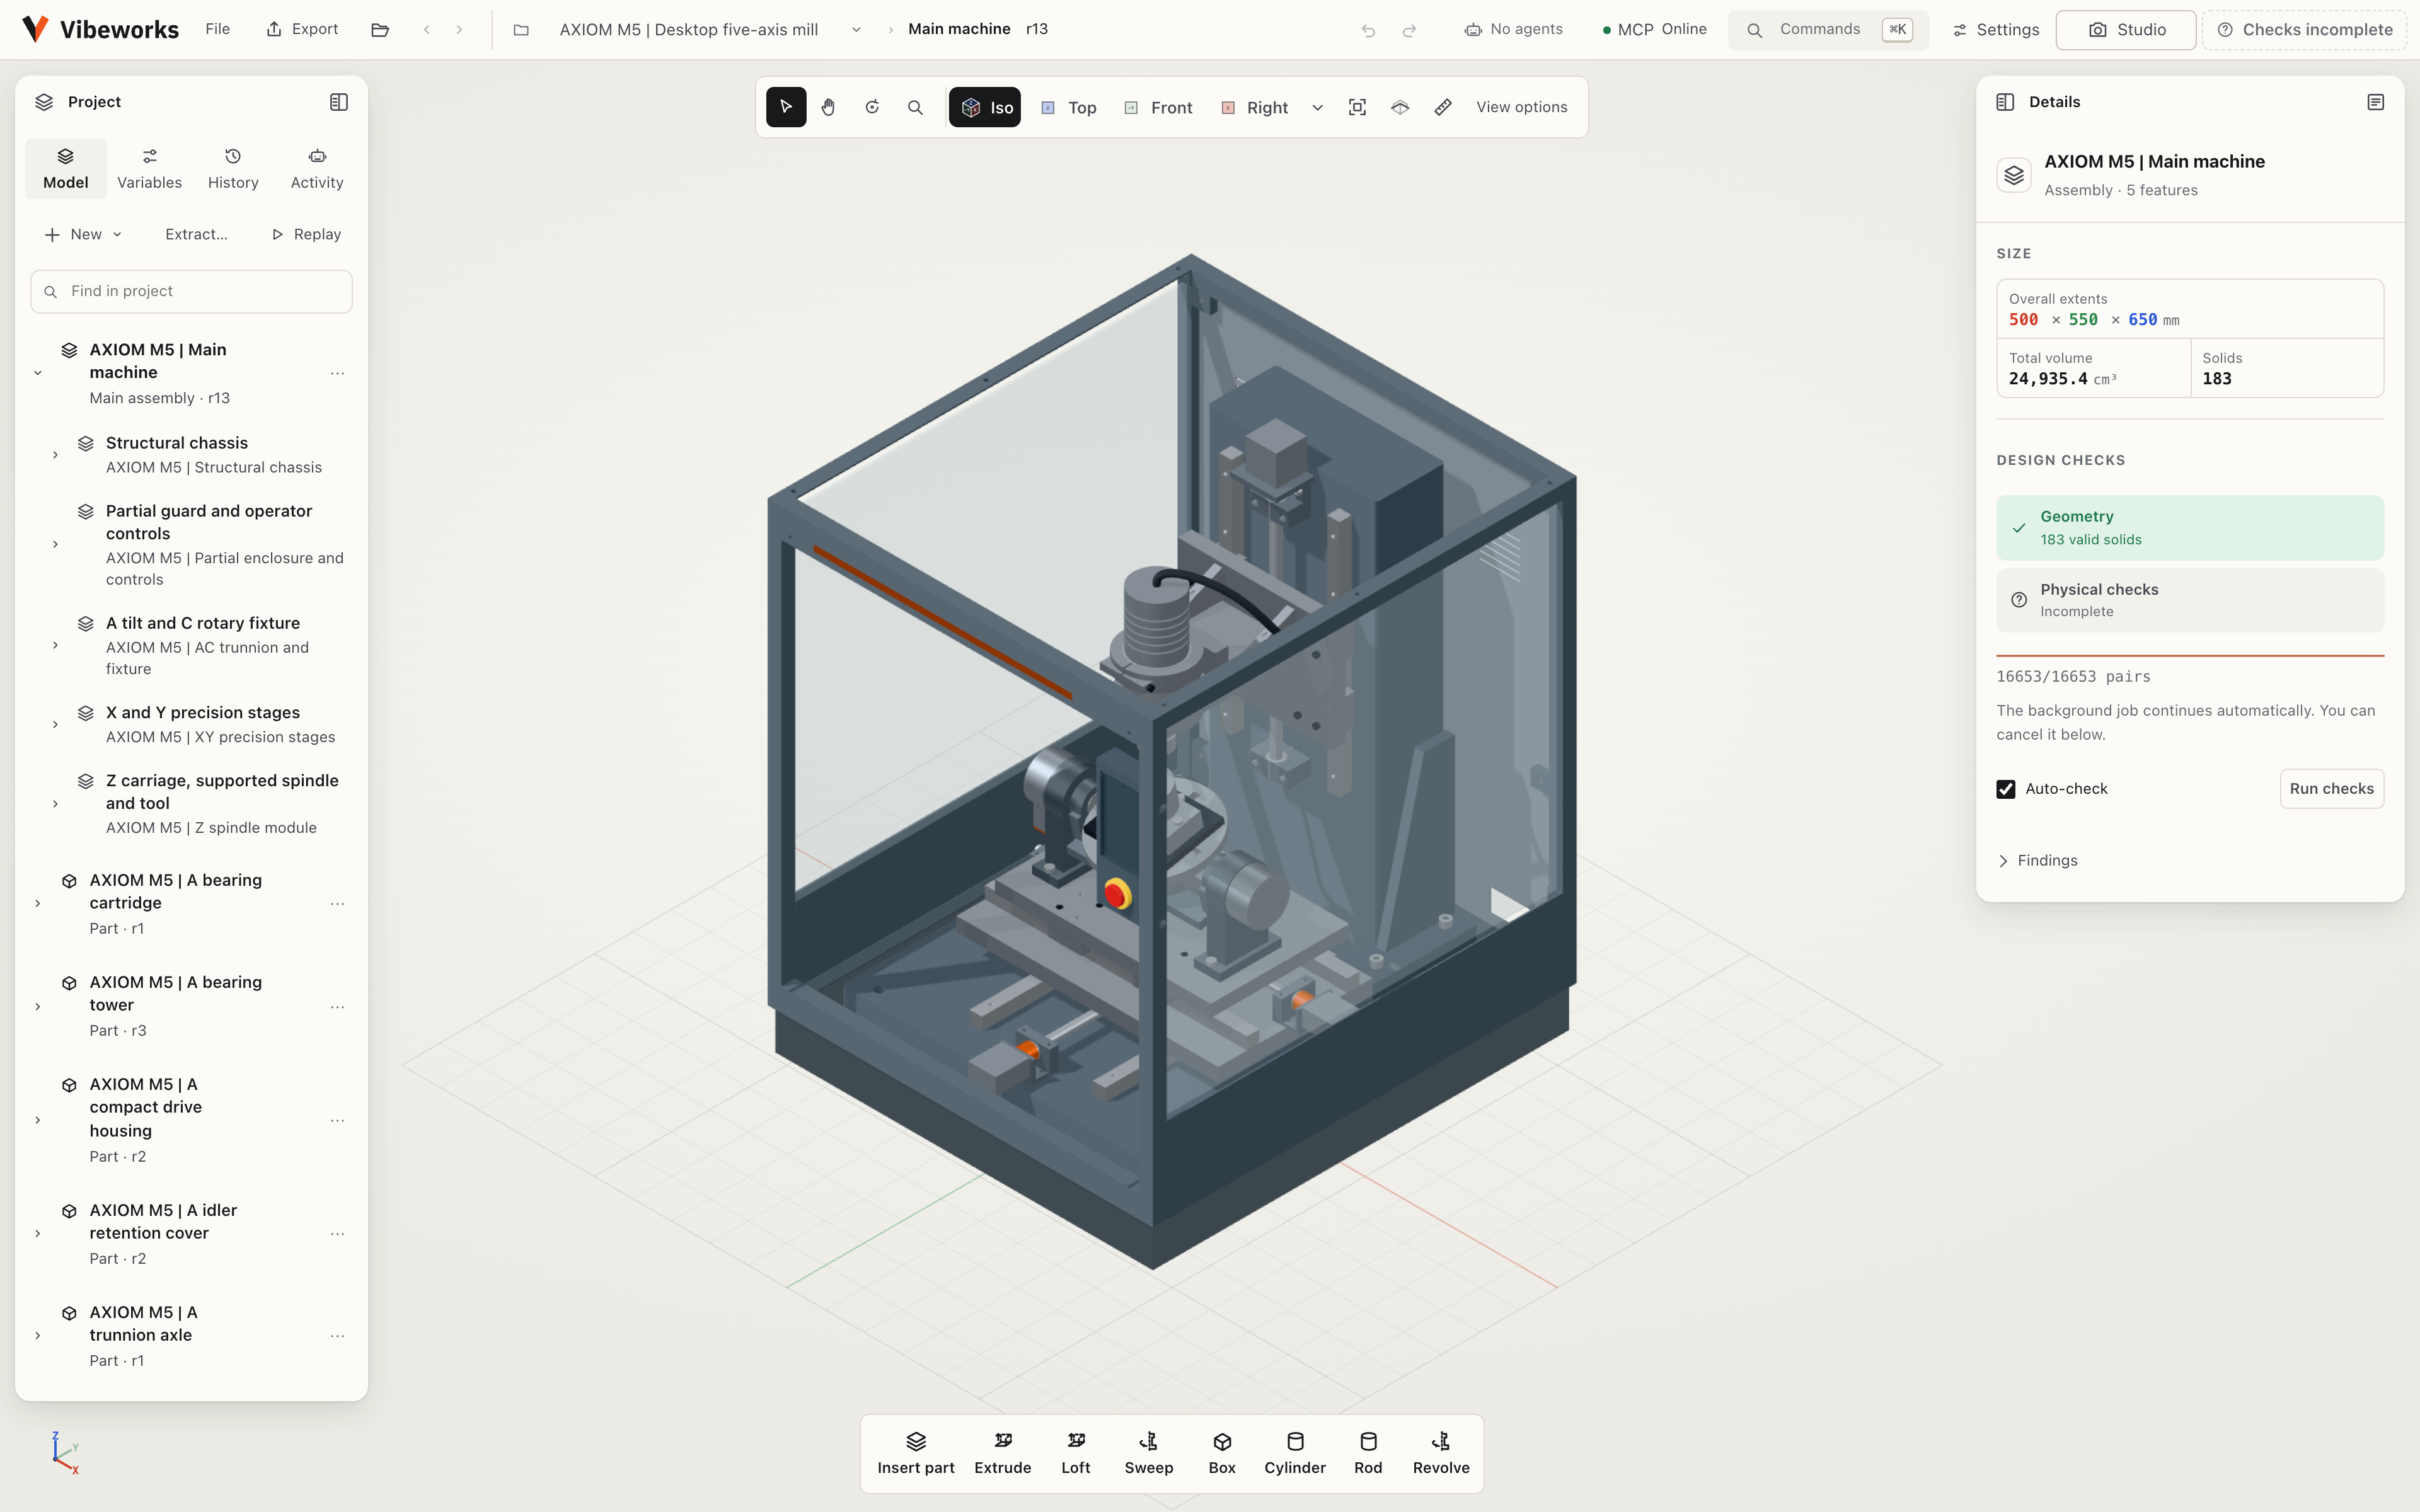 Vibeworks File Export AXIOM M5 | Desktop five-axis mill Main machine r13 No agents MCP Online Commands ⌘K Settings Studio Checks incomplete
Project
Model Variables History Activity
New Extract... Replay
Find in project
AXIOM M5 | Main
machine
Main assembly · r13
Structural chassis
AXIOM M5 | Structural chassis
Partial guard and operator
controls
AXIOM M5 | Partial enclosure and
controls
A tilt and C rotary fixture
AXIOM M5 | AC trunnion and
fixture
X and Y precision stages
AXIOM M5 | XY precision stages
Z carriage, supported spindle
and tool
AXIOM M5 | Z spindle module
AXIOM M5 | A bearing
cartridge
Part · r1
AXIOM M5 | A bearing
tower
Part · r3
AXIOM M5 | A
compact drive
housing
Part · r2
AXIOM M5 | A idler
retention cover
Part · r2
AXIOM M5 | A
trunnion axle
Part · r1
Z
Y
X
Iso Top Front Right View options
Insert part Extrude Loft Sweep Box Cylinder Rod Revolve
Details
AXIOM M5 | Main machine
Assembly · 5 features
SIZE
Overall extents
500 × 550 × 650 mm
Total volume
24,935.4 cm³
Solids
183
DESIGN CHECKS
Geometry
183 valid solids
Physical checks
Incomplete
16653/16653 pairs
The background job continues automatically. You can
cancel it below.
Auto-check Run checks
Findings